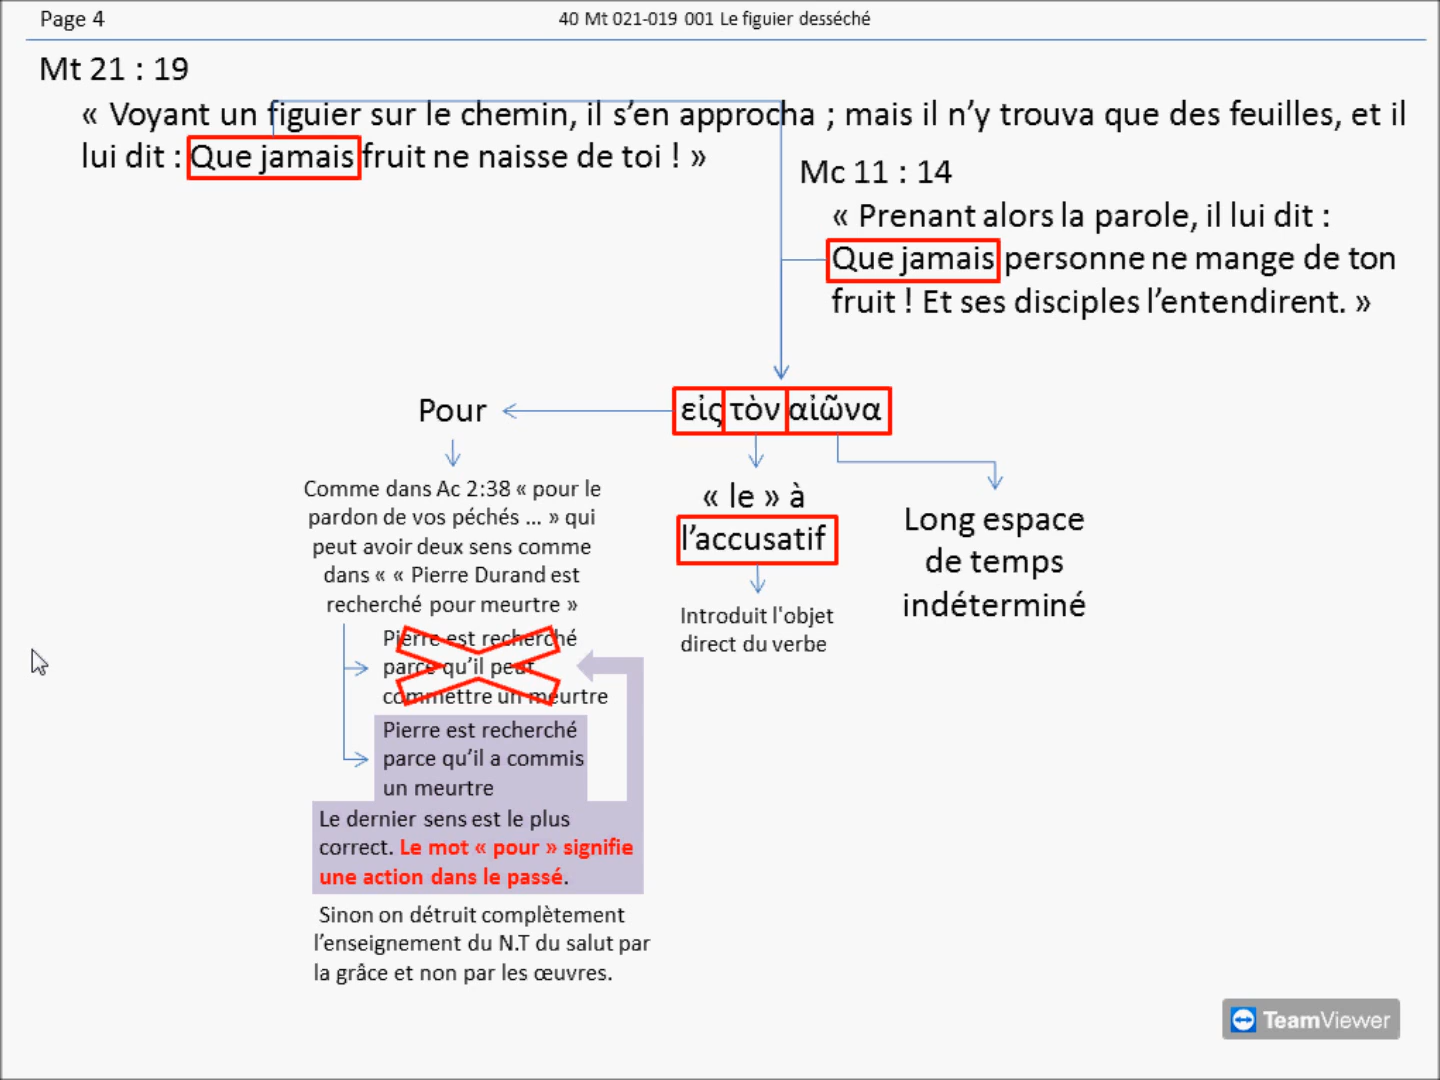 Page 4
40 Mt 021-019 001 Le figuier desséché
Mt 21 : 19
« Voyant un figuier sur le chemin, il s’en approcha ; mais il n’y trouva que des feuilles, et il
lui dit : Que jamais fruit ne naisse de toi ! »
Mc 11 : 14
« Prenant alors la parole, il lui dit :
Que jamais personne ne mange de ton
fruit ! Et ses disciples l’entendirent. »
Pour
εἰς τὸν αἰῶνα
Comme dans Ac 2:38 « pour le
pardon de vos péchés ... » qui
peut avoir deux sens comme
dans « « Pierre Durand est
recherché pour meurtre »
Pierre est recherché
parce qu’il peut
commettre un meurtre
Pierre est recherché
parce qu’il a commis
un meurtre
Le dernier sens est le plus
correct. Le mot « pour » signifie
une action dans le passé.
Sinon on détruit complètement
l’enseignement du N.T du salut par
la grâce et non par les œuvres.
« le » à
l’accusatif
Introduit l'objet
direct du verbe
Long espace
de temps
indéterminé
TeamViewer